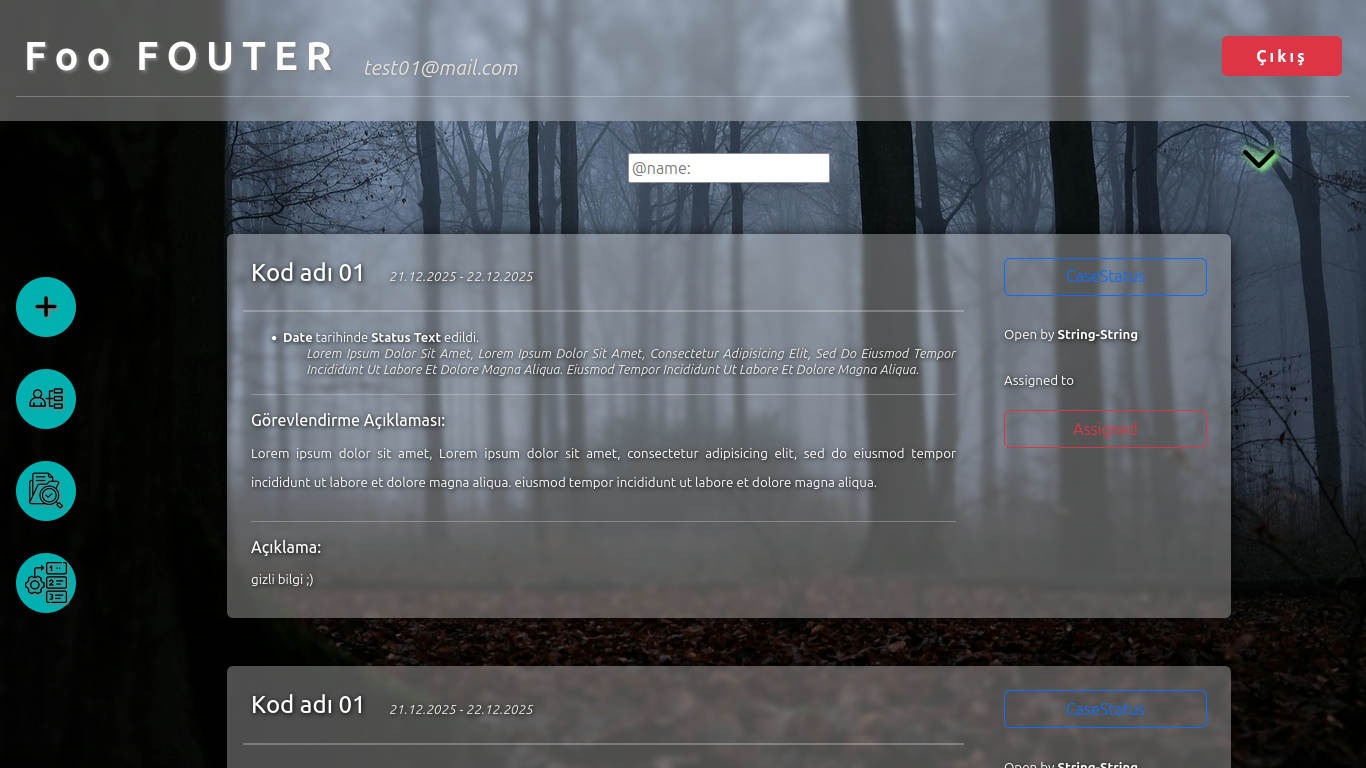 Foo FOUTER
test01@mail.com
Çıkış
@name:
Kod adı 01
21.12.2025 - 22.12.2025
CaseStatus
Date tarihinde Status Text edildi.
Lorem Ipsum Dolor Sit Amet, Lorem Ipsum Dolor Sit Amet, Consectetur Adipisicing Elit, Sed Do Eiusmod Tempor
Incididunt Ut Labore Et Dolore Magna Aliqua. Eiusmod Tempor Incididunt Ut Labore Et Dolore Magna Aliqua.
Open by String-String
Assigned to
Assigned
Görevlendirme Açıklaması:
Lorem ipsum dolor sit amet, Lorem ipsum dolor sit amet, consectetur adipisicing elit, sed do eiusmod tempor
incididunt ut labore et dolore magna aliqua. eiusmod tempor incididunt ut labore et dolore magna aliqua.
Açıklama:
gizli bilgi ;)
1
2
3
Kod adı 01
21.12.2025 - 22.12.2025
CaseStatus
Open by String-String